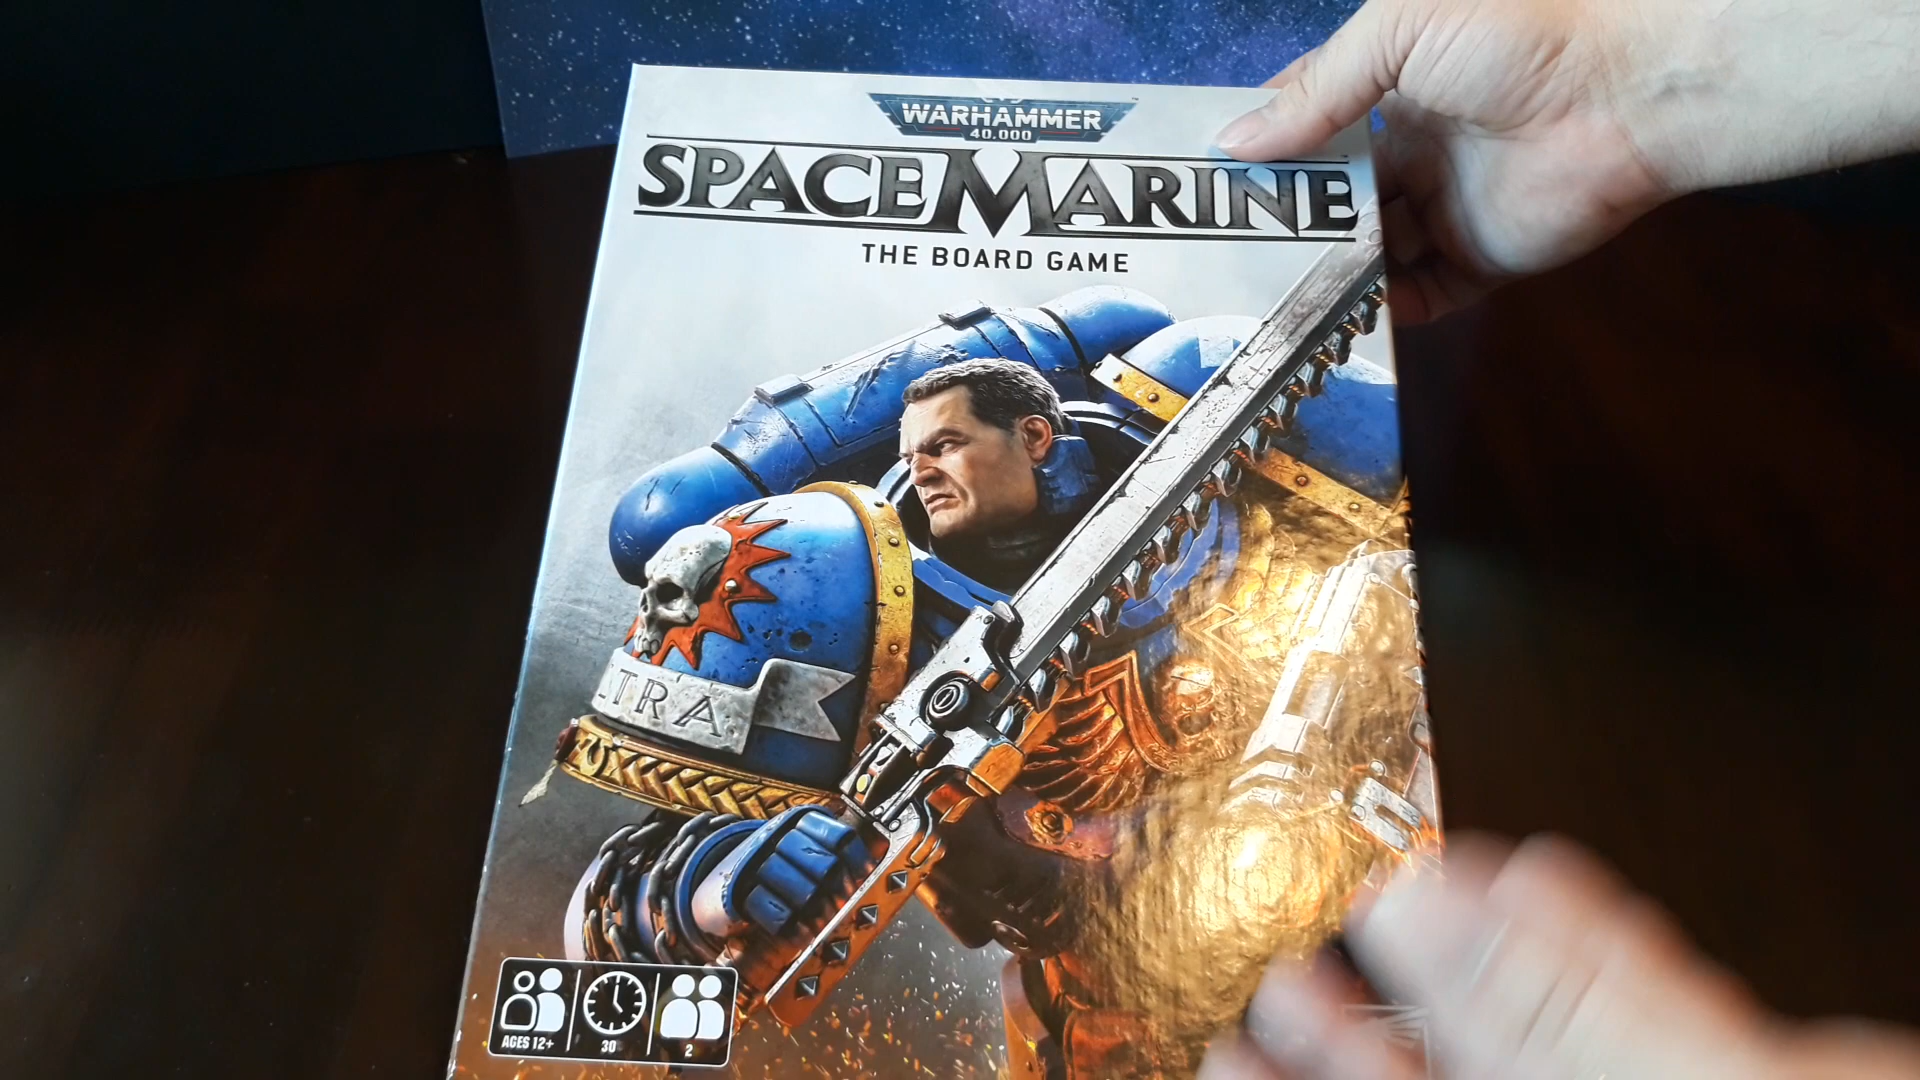 WARHAMMER
40,000
SPACE MARINE
THE BOARD GAME
TRA
AGES 12+
30
2